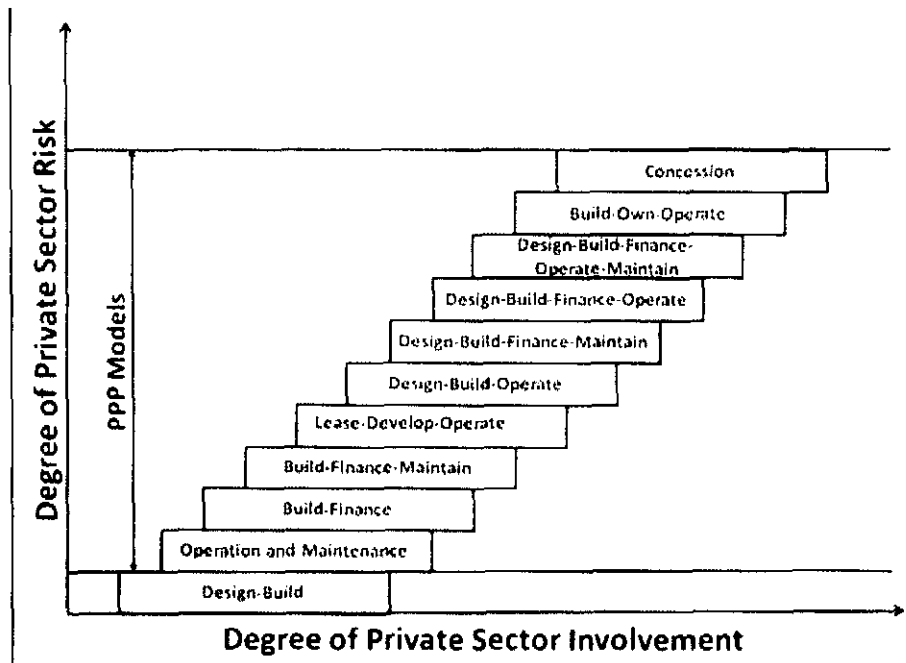 Degree of Private Sector Risk
PPP Models
Concession
Build-Own-Operate
Design-Build-Finance-
Operate-Maintain
Design-Build-Finance-Operate
Design-Build-Finance-Maintain
Design-Build-Operate
Lease-Develop-Operate
Build-Finance-Maintain
Build-Finance
Operation and Maintenance
Design-Build
Degree of Private Sector Involvement